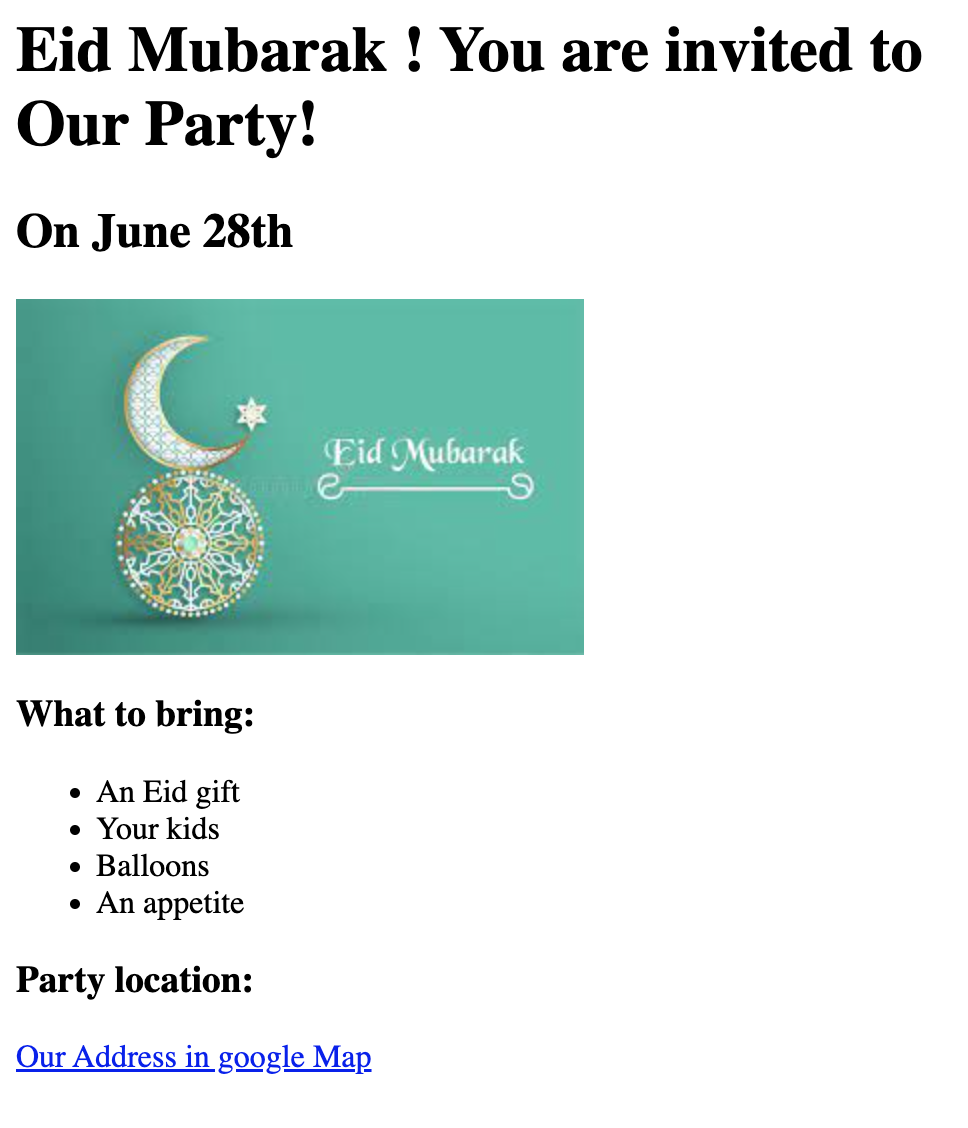 Eid Mubarak ! You are invited to
Our Party!
On June 28th
Eid Mubarak
What to bring:
An Eid gift
Your kids
Balloons
An appetite
Party location:
Our Address in google Map